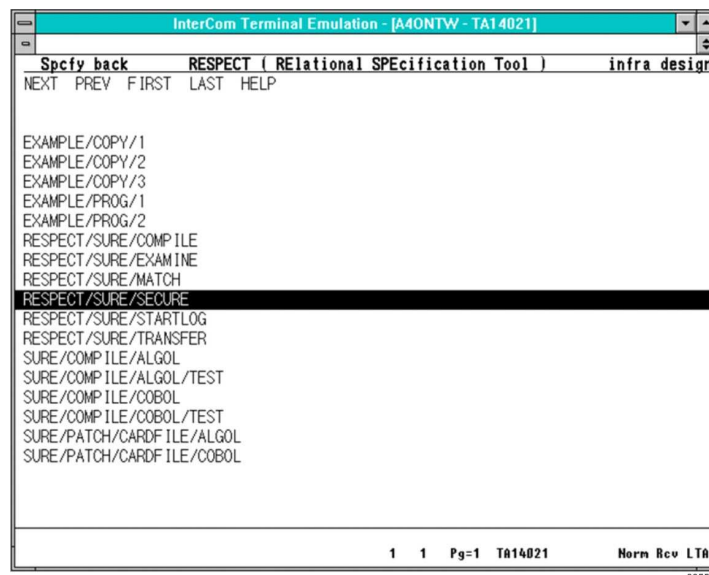 InterCom Terminal Emulation - [A4ONTW - TA14021]
Spcfy back RESPECT ( RElational SPEcification Tool ) infra design
NEXT PREV FIRST LAST HELP
EXAMPLE/COPY/1
EXAMPLE/COPY/2
EXAMPLE/COPY/3
EXAMPLE/PROG/1
EXAMPLE/PROG/2
RESPECT/SURE/COMPILE
RESPECT/SURE/EXAMINE
RESPECT/SURE/MATCH
RESPECT/SURE/SECURE
RESPECT/SURE/STARTLOG
RESPECT/SURE/TRANSFER
SURE/COMPILE/ALGOL
SURE/COMPILE/ALGOL/TEST
SURE/COMPILE/COBOL
SURE/COMPILE/COBOL/TEST
SURE/PATCH/CARDFILE/ALGOL
SURE/PATCH/CARDFILE/COBOL
1 1 Pg=1 TA14021 Norm Rcv LTA